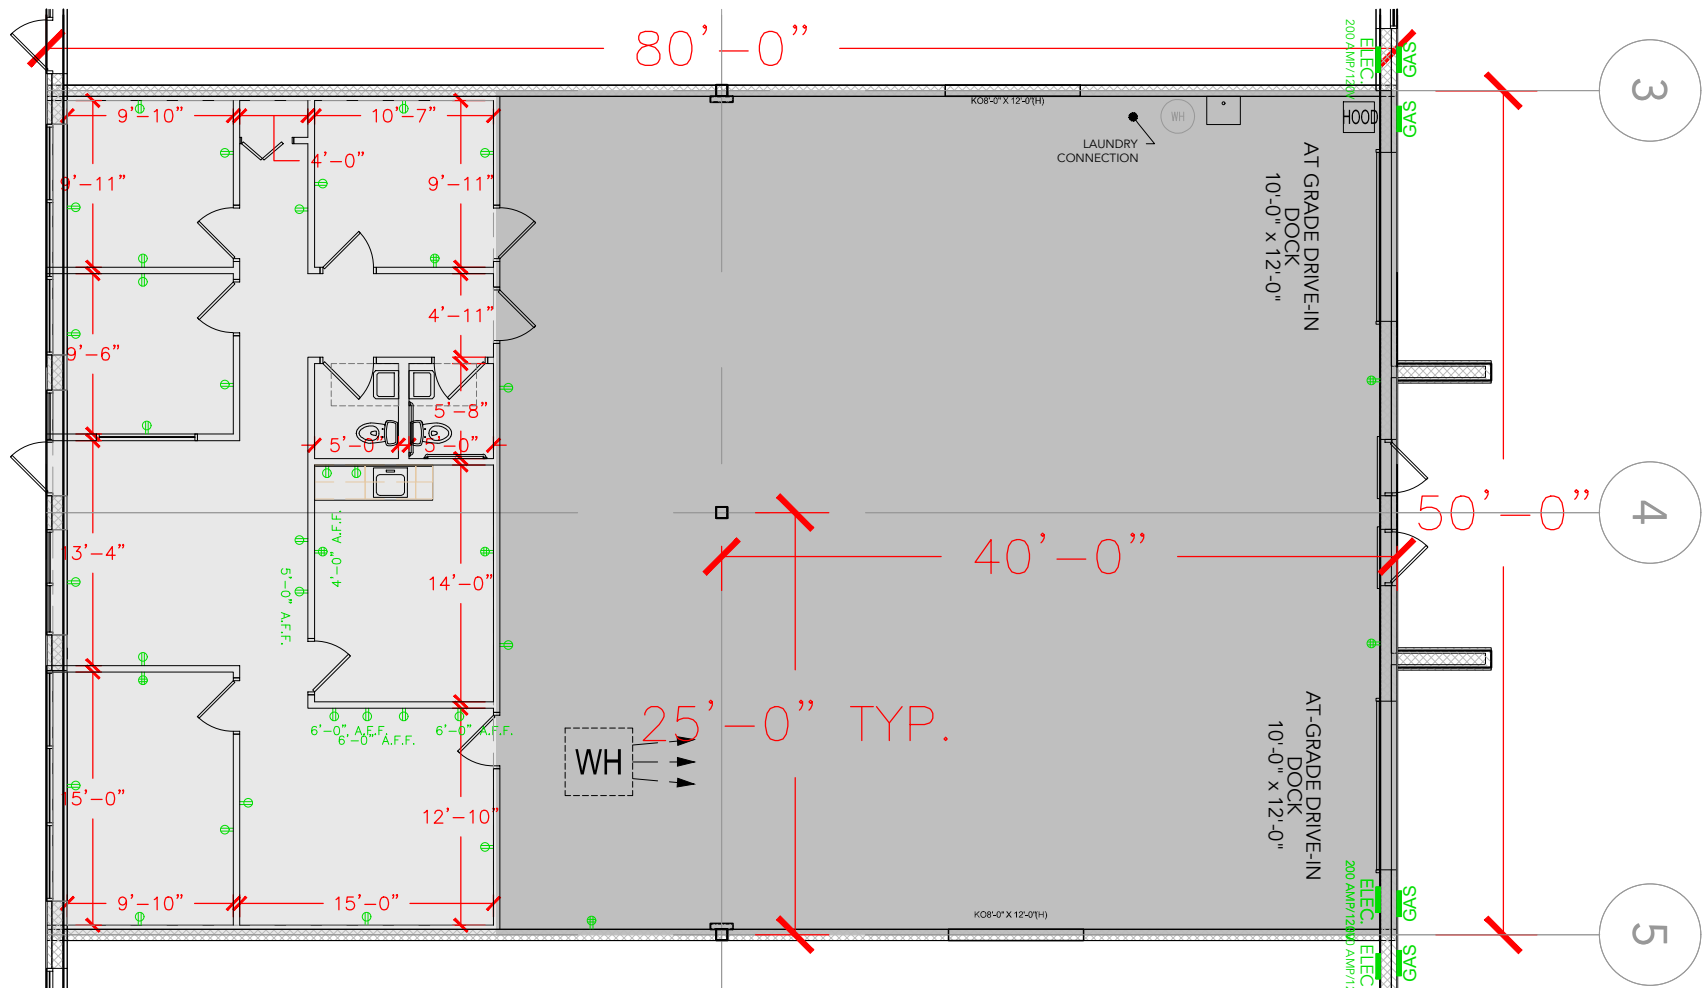 80'-0"
ELEC.
GAS
3
9'-10"
10'-7"
4'-0"
9'-11"
9'-11"
KO8'-0" X 12'-0"(H)
WH
HOOD
GAS
LAUNDRY
CONNECTION
AT GRADE DRIVE-IN
DOCK
10'-0" x 12'-0"
4'-11"
9'-6"
5'-8"
5'-0"
5'-0"
4
50'-0"
40'-0"
13'-4"
4'-0" A.F.F.
5'-0" A.F.F.
14'-0"
25'-0" TYP.
6'-0" A.F.F.
6'-0" A.F.F.
6'-0" A.F.F.
WH
AT-GRADE DRIVE-IN
DOCK
10'-0" x 12'-0"
15'-0"
12'-10"
9'-10"
15'-0"
KO8'-0" X 12'-0"(H)
ELEC.
GAS
5
ELEC.
GAS